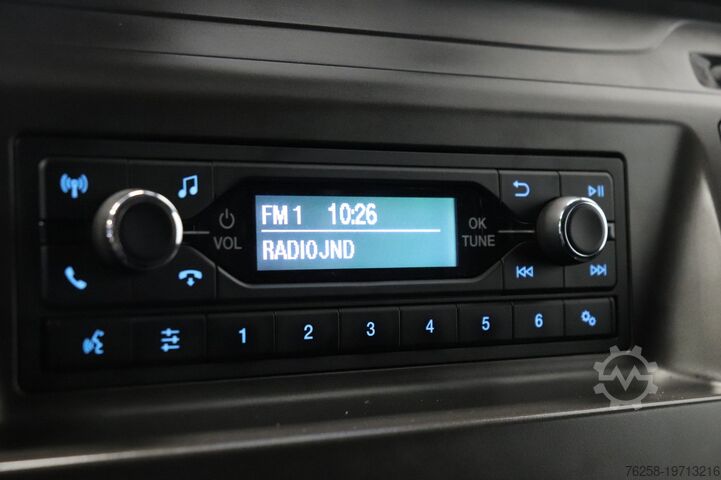 FM 1 10:26
RADIOJND
VOL
OK
TUNE
1 2 3 4 5 6
76258-19713216